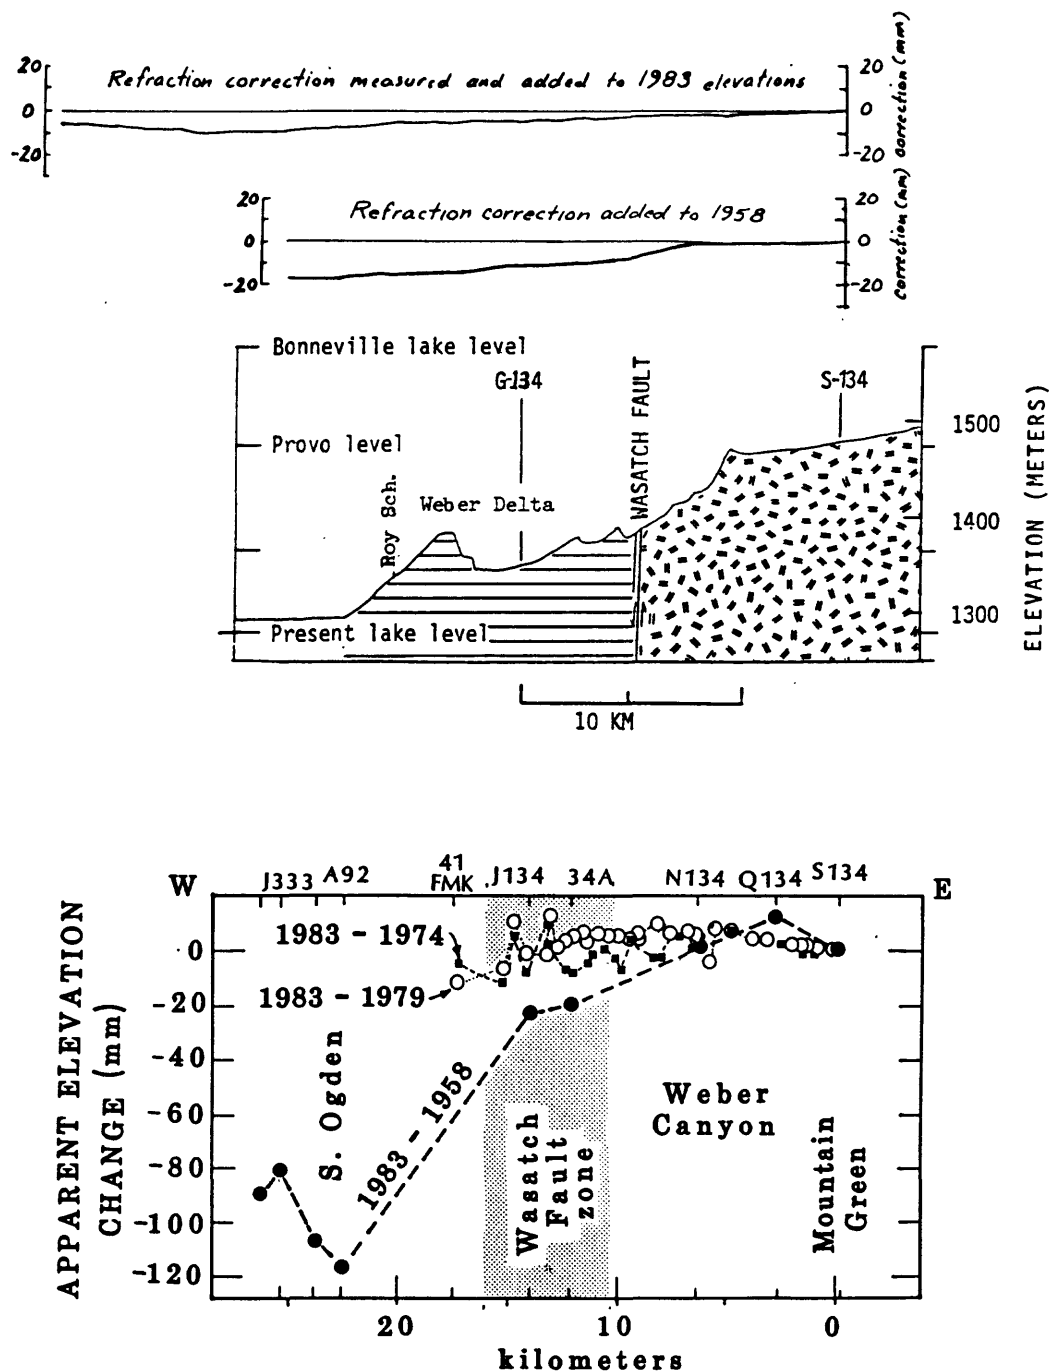 20
Refraction correction measured and added to 1983 elevations
20
0
0
-20
-20
correction (mm)
20
Refraction correction added to 1958
20
0
0
-20
-20
correction (mm)
Bonneville lake level
G-134
S-134
WASATCH FAULT
1500
Provo level
Roy Sch.
Weber Delta
1400
1300
Present lake level
ELEVATION (METERS)
10 KM
W
J333
A92
41
FMK
J134
34A
N134
Q134
S134
E
0
-20
-40
-60
-80
-100
-120
APPARENT ELEVATION
CHANGE (mm)
1983 - 1974
1983 - 1979
S. Ogden
1983 - 1958
Wasatch
Fault
zone
Weber
Canyon
Mountain
Green
20
10
0
kilometers